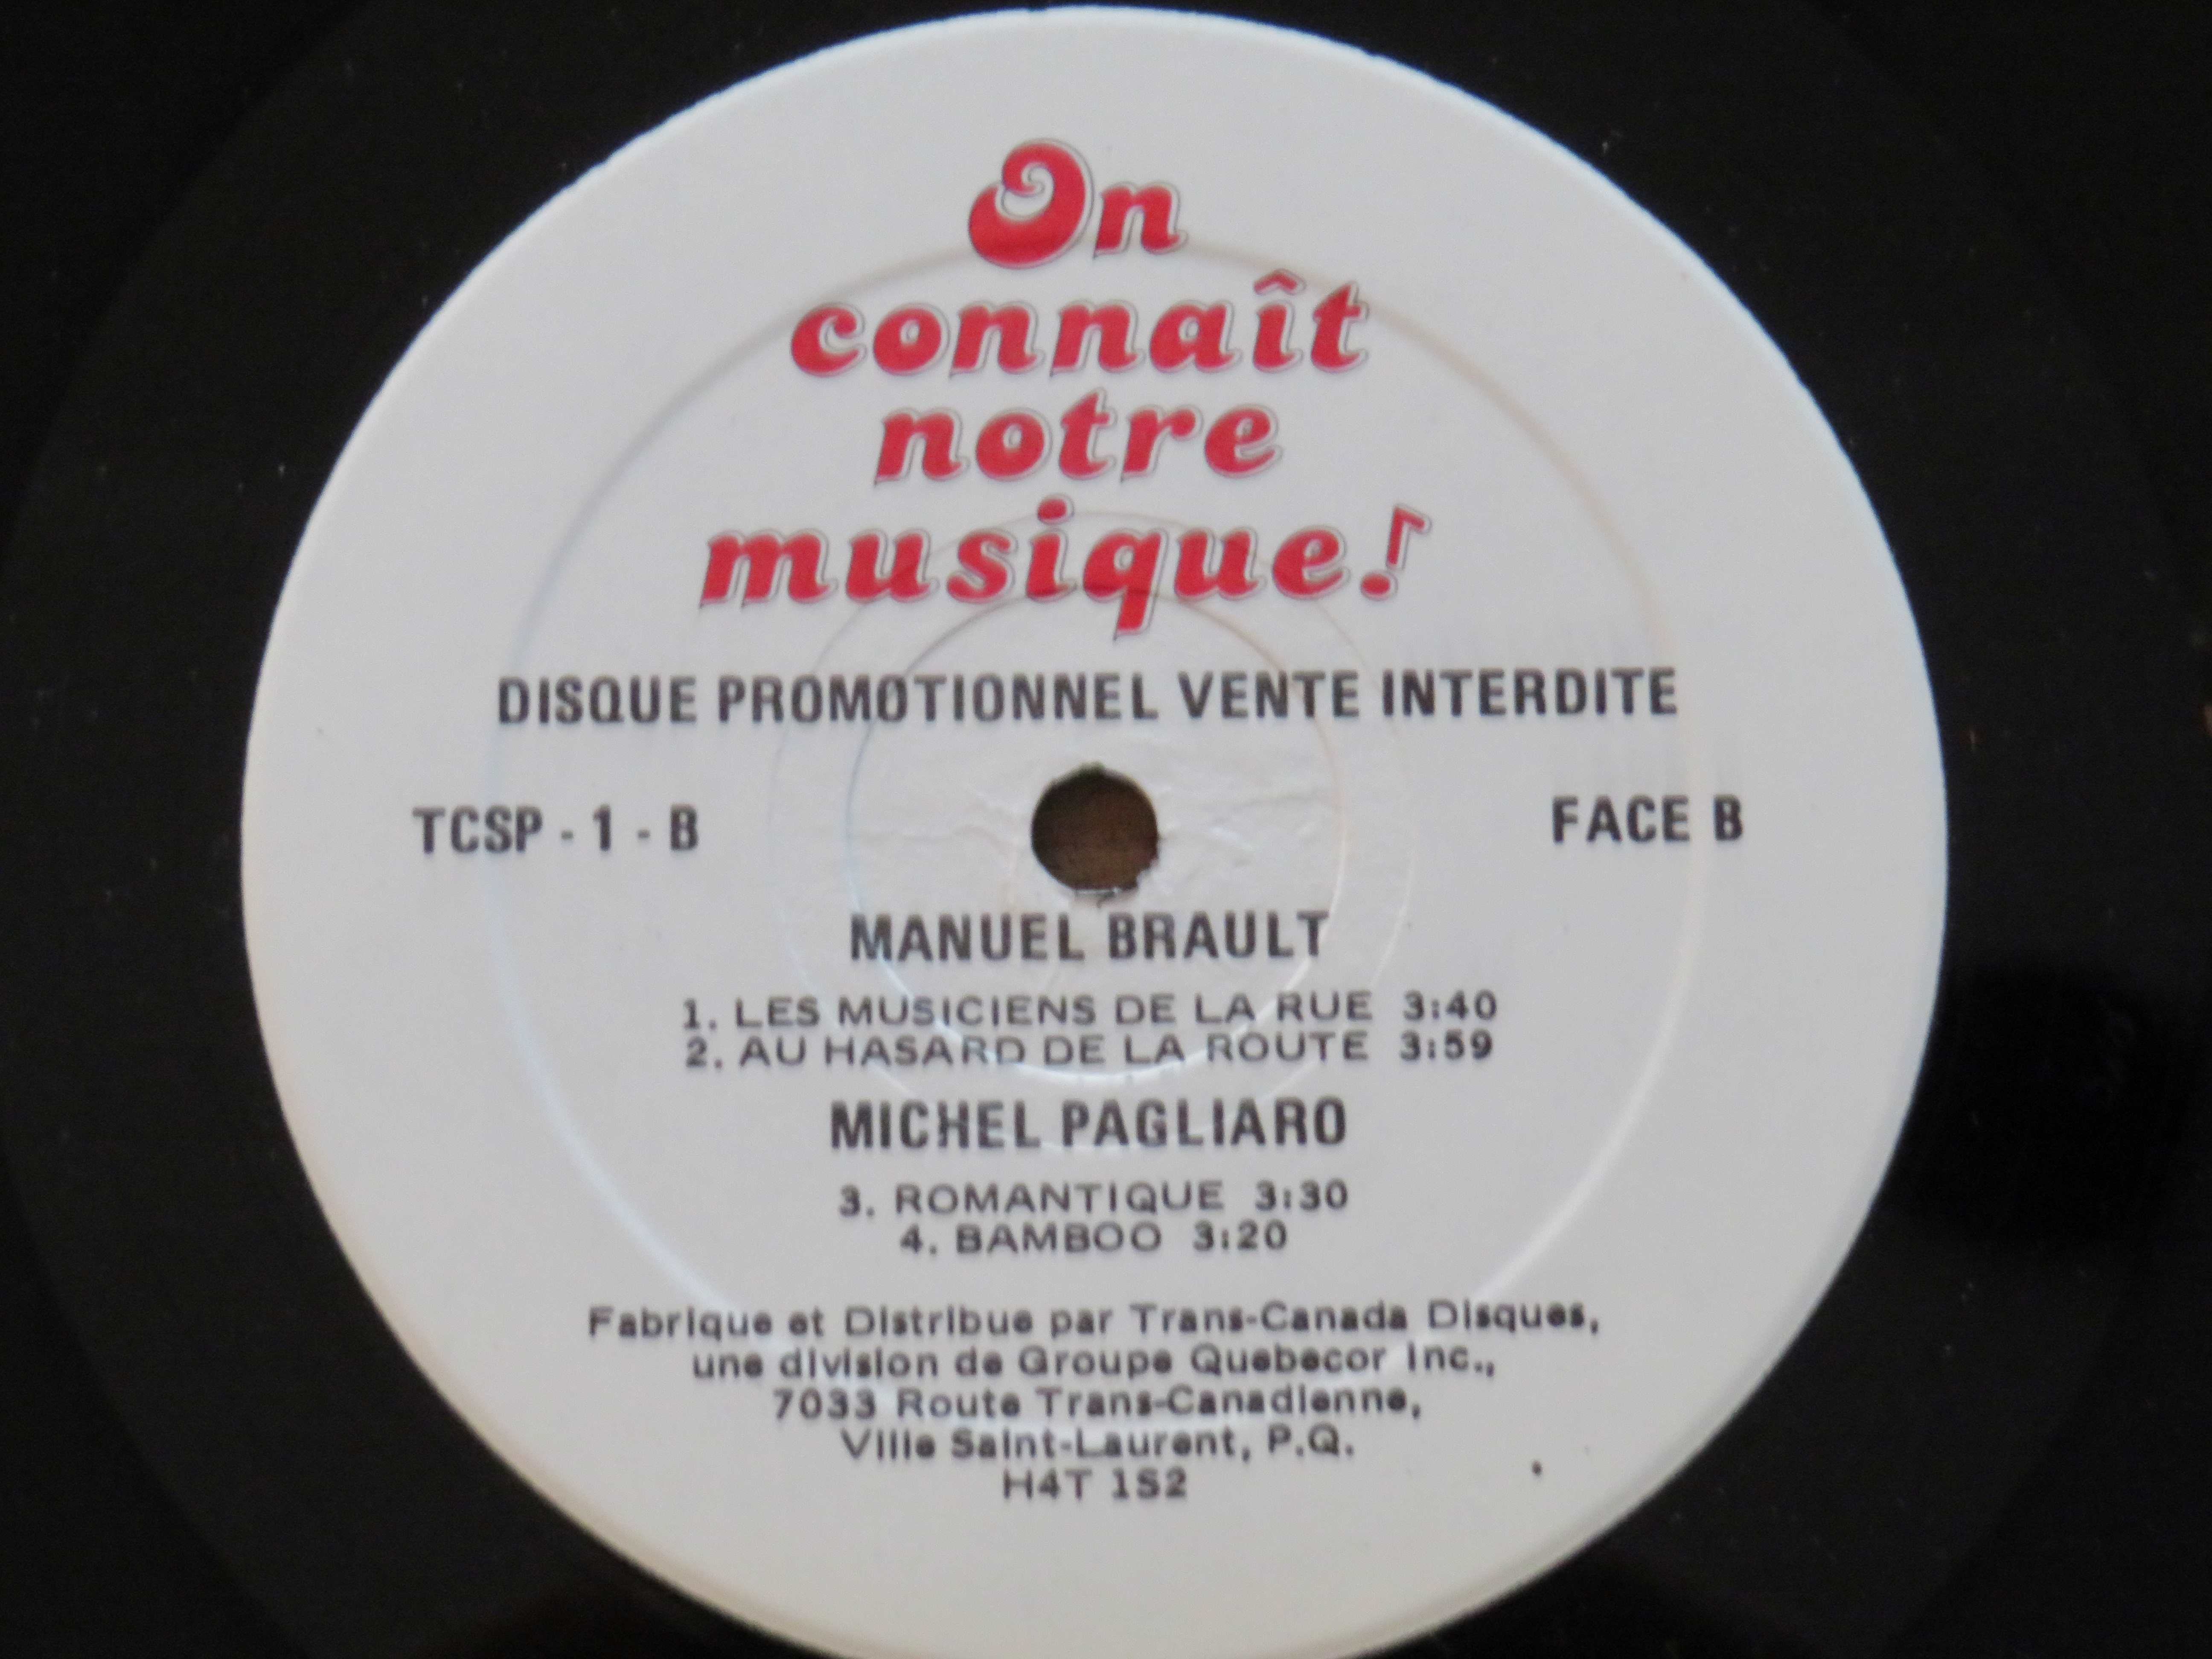 On
connaît
notre
musique!
DISQUE PROMOTIONNEL VENTE INTERDITE
TCSP - 1 - B
FACE B
MANUEL BRAULT
1. LES MUSICIENS DE LA RUE 3:40
2. AU HASARD DE LA ROUTE 3:59
MICHEL PAGLIARO
3. ROMANTIQUE 3:30
4. BAMBOO 3:20
Fabrique et Distribue par Trans-Canada Disques,
une division de Groupe Quebecor Inc.,
7033 Route Trans-Canadienne,
Ville Saint-Laurent, P.Q.
H4T 1S2